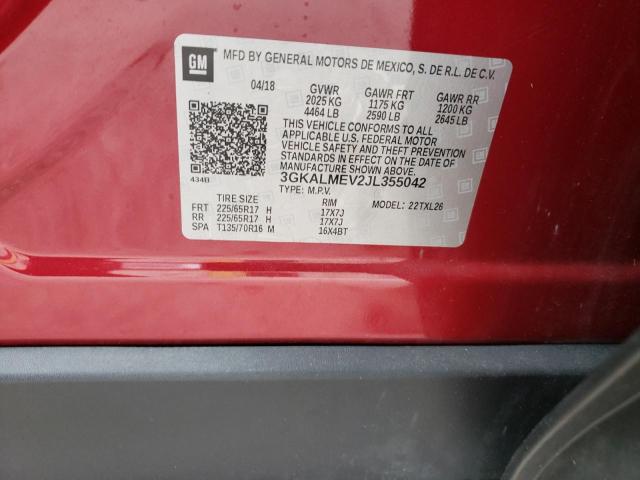 GM
MFD BY GENERAL MOTORS DE MEXICO, S. DE R.L. DE C.V.
04/18 GVWR GAWR FRT GAWR RR
2025 KG 1175 KG 1200 KG
4464 LB 2590 LB 2645 LB
THIS VEHICLE CONFORMS TO ALL
APPLICABLE U.S. FEDERAL MOTOR
VEHICLE SAFETY AND THEFT PREVENTION
STANDARDS IN EFFECT ON THE DATE OF
MANUFACTURE SHOWN ABOVE.
3GKALMEV2JL355042
434B TYPE: M.P.V. MODEL: 22TXL26
TIRE SIZE RIM
FRT 225/65R17 H 17X7J
RR 225/65R17 H 17X7J
SPA T135/70R16 M 16X4BT